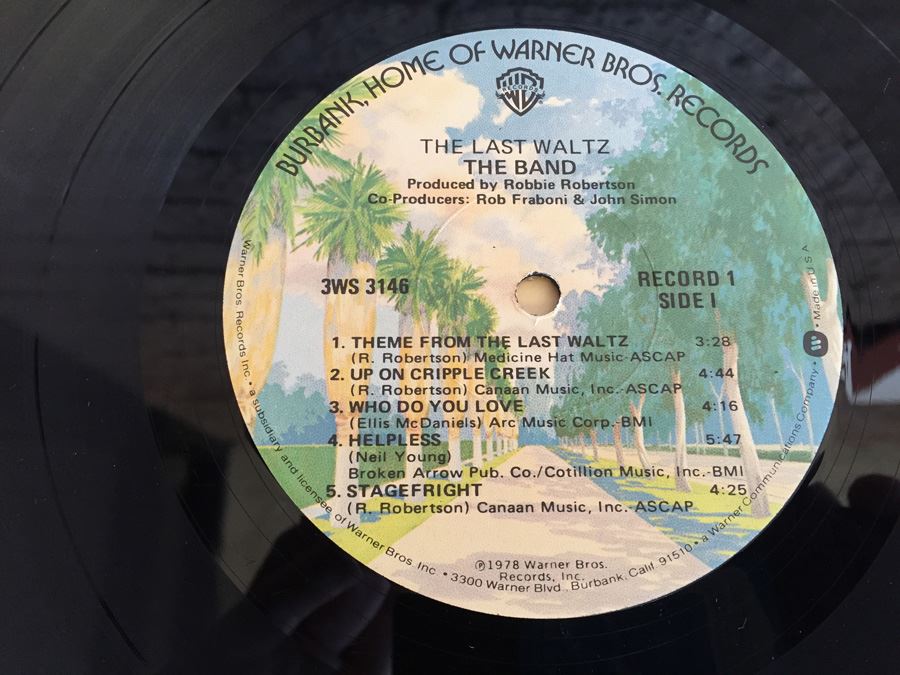 BURBANK, HOME OF WARNER BROS. RECORDS
WB
RECORDS
THE LAST WALTZ
THE BAND
Produced by Robbie Robertson
Co-Producers: Rob Fraboni & John Simon
3WS 3146
RECORD 1
SIDE I
1. THEME FROM THE LAST WALTZ 3:28
(R. Robertson) Medicine Hat Music-ASCAP
2. UP ON CRIPPLE CREEK 4:44
(R. Robertson) Canaan Music, Inc.-ASCAP
3. WHO DO YOU LOVE 4:16
(Ellis McDaniels) Arc Music Corp.-BMI
4. HELPLESS 5:47
(Neil Young)
Broken Arrow Pub. Co./Cotillion Music, Inc.-BMI
5. STAGEFRIGHT 4:25
(R. Robertson) Canaan Music, Inc.-ASCAP
℗1978 Warner Bros.
Records, Inc.
Warner Bros. Records Inc. • a subsidiary and licensee of Warner Bros. Inc. • 3300 Warner Blvd., Burbank, Calif. 91510 • a Warner Communications Company • Made in U S A